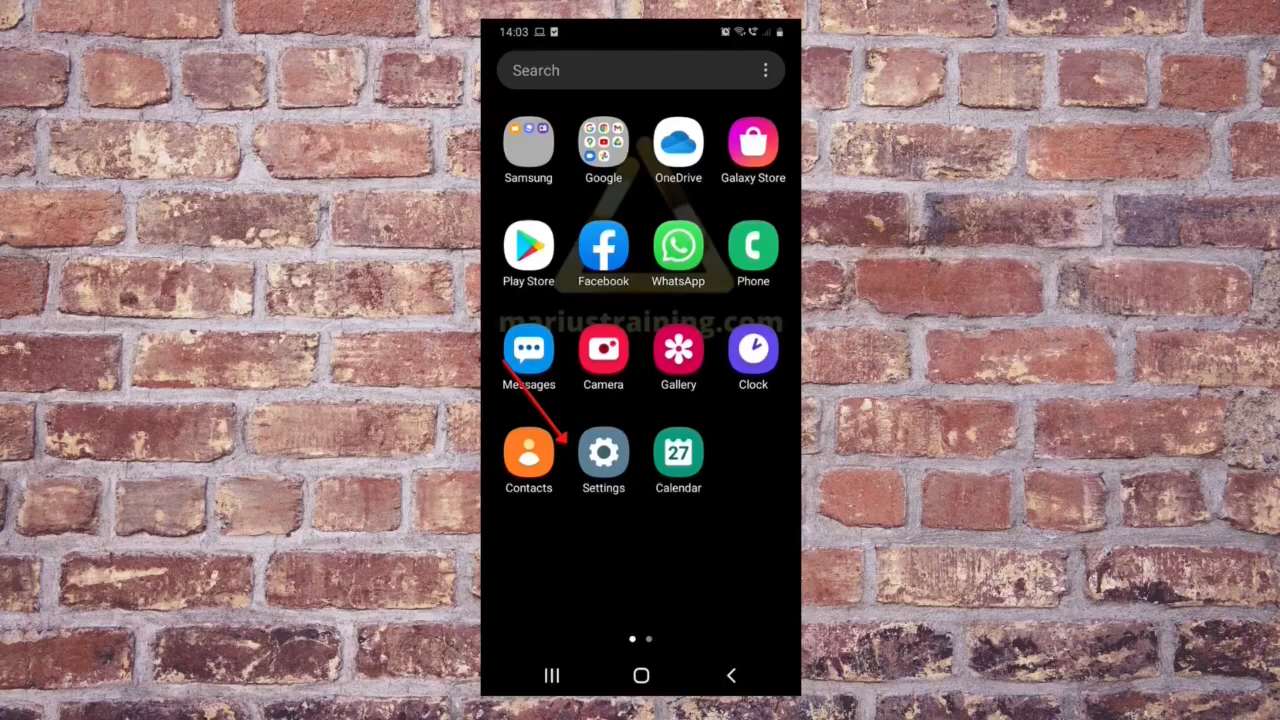 14:03
Search
Samsung Google OneDrive Galaxy Store
Play Store Facebook WhatsApp Phone
mariustraining.com
Messages Camera Gallery Clock
27
Contacts Settings Calendar